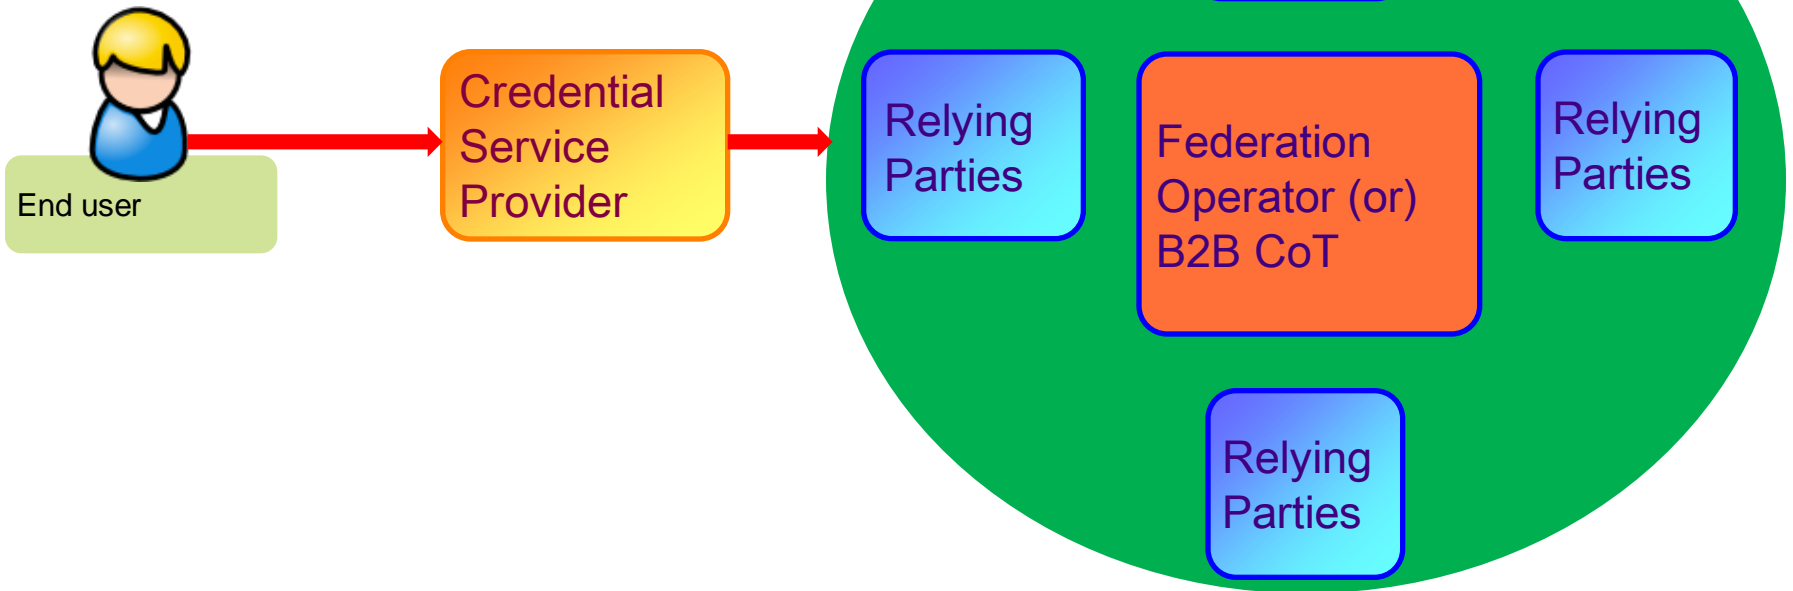 End user
Credential
Service
Provider
Relying
Parties
Federation
Operator (or)
B2B CoT
Relying
Parties
Relying
Parties